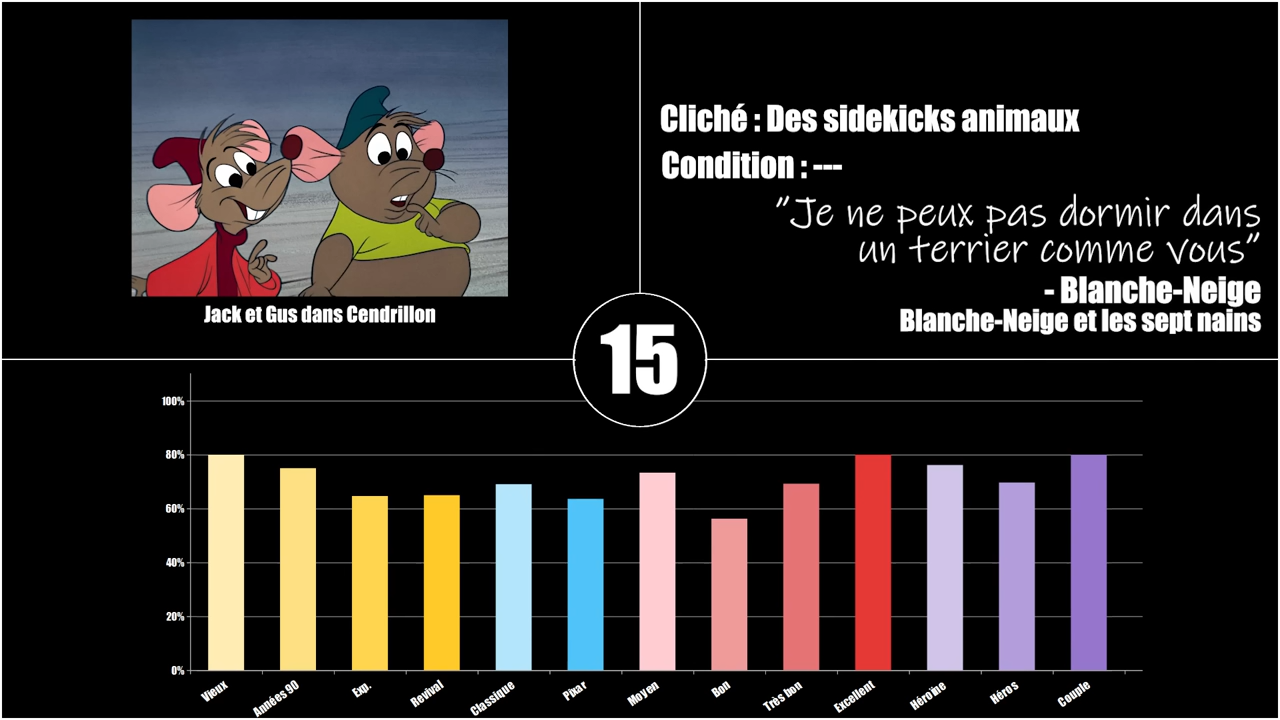 Jack et Gus dans Cendrillon
Cliché : Des sidekicks animaux
Condition : ---
"Je ne peux pas dormir dans
un terrier comme vous"
- Blanche-Neige
Blanche-Neige et les sept nains
15
100%
80%
60%
40%
20%
0%
Vieux
Années 90
Exp.
Revival
Classique
Pixar
Moyen
Bon
Très bon
Excellent
Héroïne
Héros
Couple